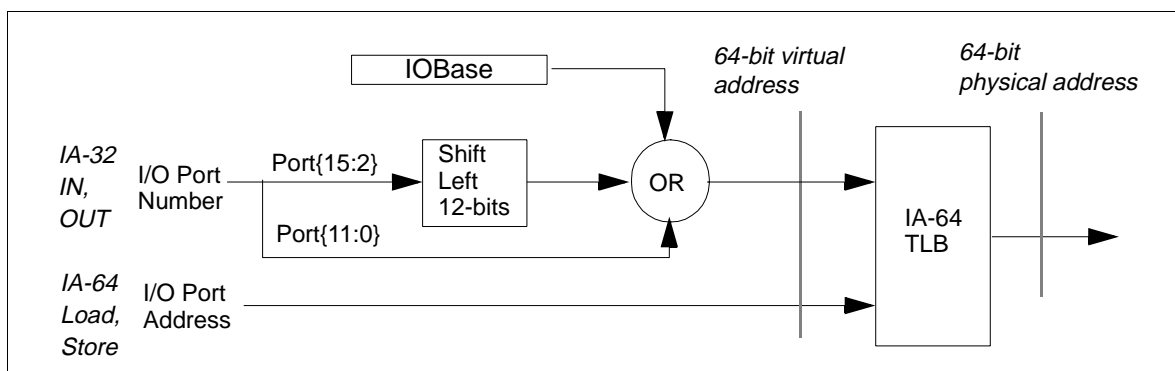 IOBase
64-bit virtual
address
64-bit
physical address
IA-32
IN,
OUT
I/O Port
Number
Port{15:2}
Shift
Left
12-bits
OR
Port{11:0}
IA-64
TLB
IA-64
Load,
Store
I/O Port
Address